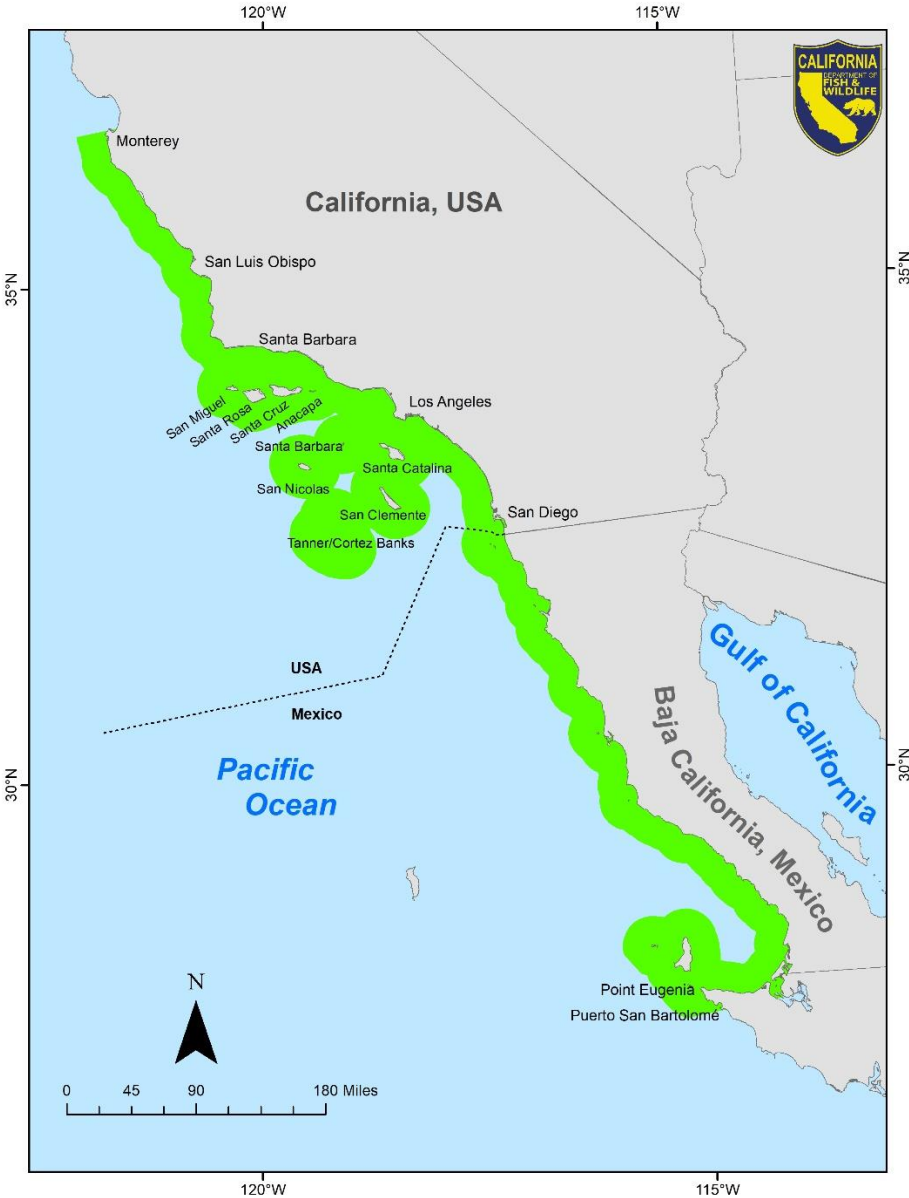 120°W
115°W
CALIFORNIA
DEPARTMENT OF
FISH &
WILDLIFE
Monterey
California, USA
San Luis Obispo
35°N
35°N
Santa Barbara
San Miguel
Santa Rosa
Santa Cruz
Anacapa
Los Angeles
Santa Barbara
Santa Catalina
San Nicolas
San Clemente
San Diego
Tanner/Cortez Banks
Gulf of California
USA
Mexico
Baja California, Mexico
Pacific
Ocean
30°N
30°N
N
Point Eugenia
Puerto San Bartolomé
0 45 90 180 Miles
120°W
115°W